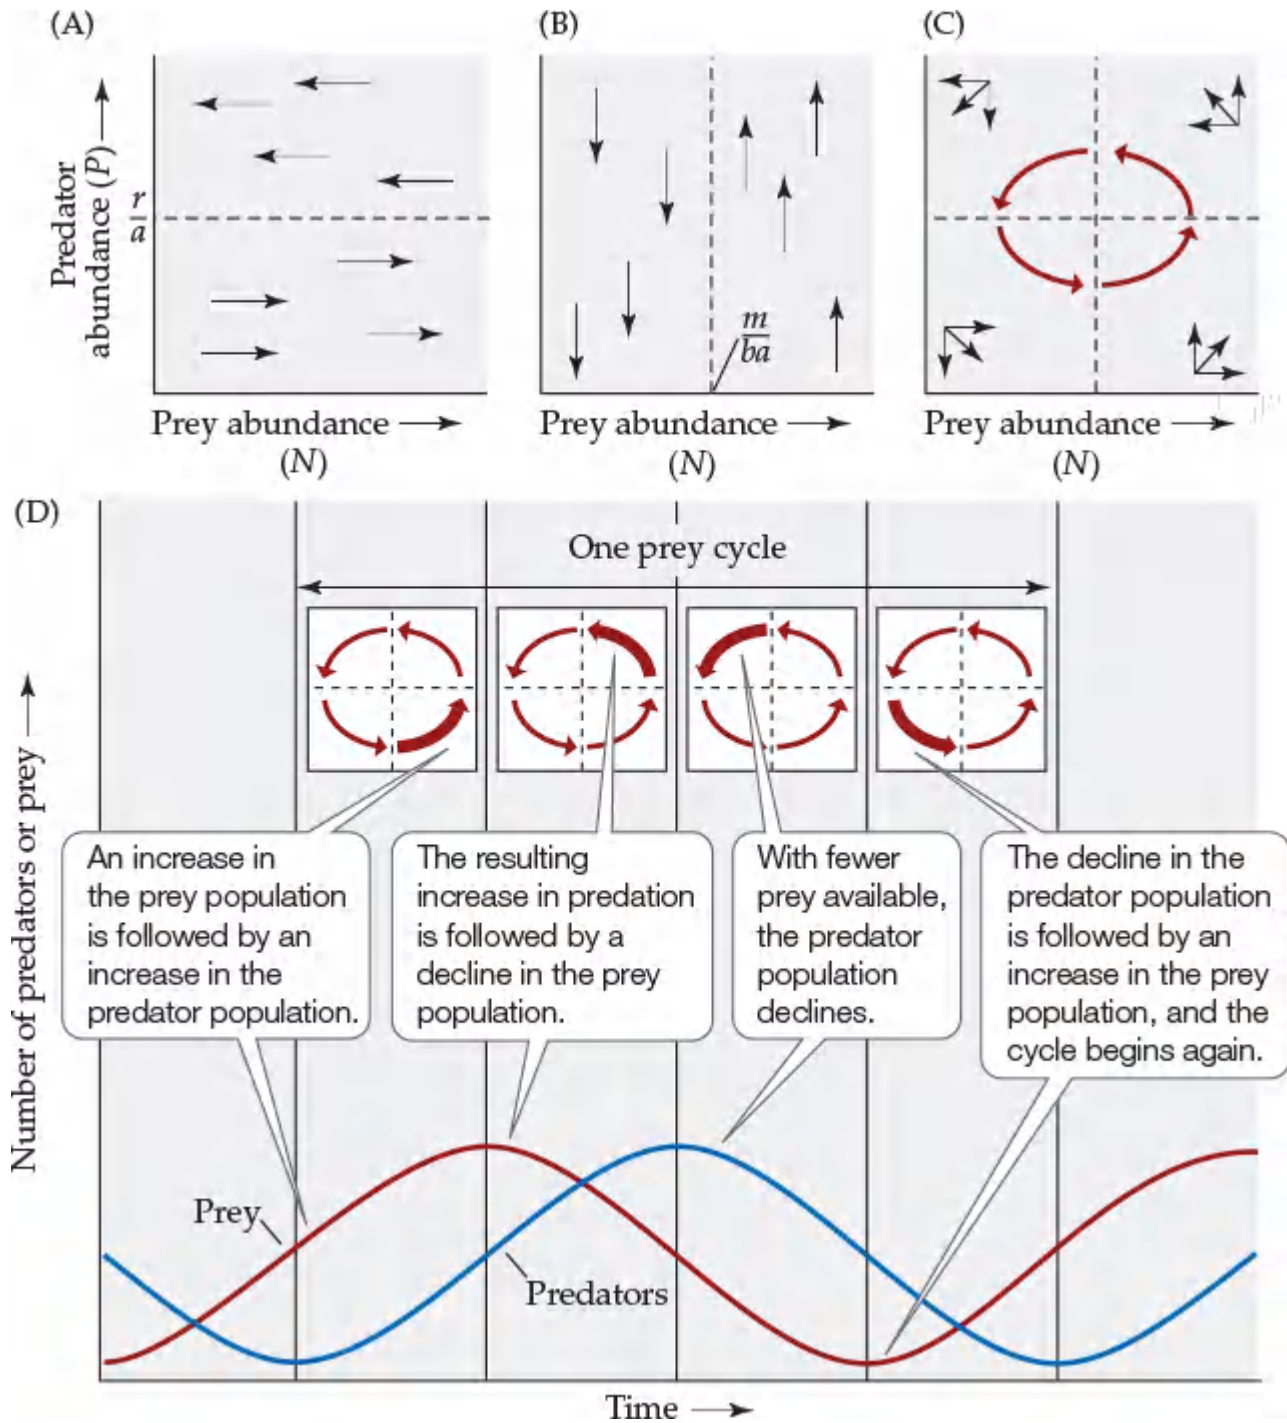 (A)
(B)
(C)
Predator
abundance (P)
r
a
m
ba
Prey abundance
(N)
Prey abundance
(N)
Prey abundance
(N)
(D)
One prey cycle
Number of predators or prey
An increase in
the prey population
is followed by an
increase in the
predator population.
The resulting
increase in predation
is followed by a
decline in the prey
population.
With fewer
prey available,
the predator
population
declines.
The decline in the
predator population
is followed by an
increase in the prey
population, and the
cycle begins again.
Prey
Predators
Time